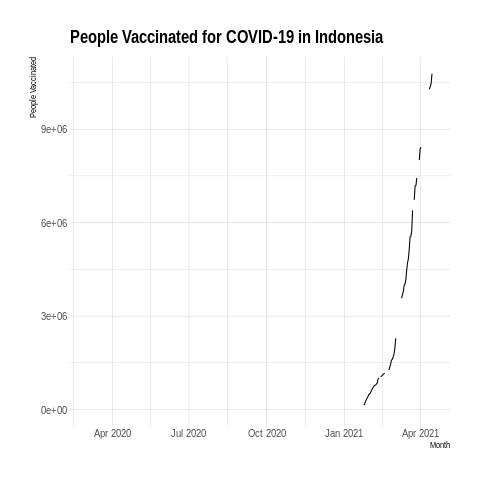 People Vaccinated for COVID-19 in Indonesia
People Vaccinated
9e+06
6e+06
3e+06
0e+00
Apr 2020 Jul 2020 Oct 2020 Jan 2021 Apr 2021
Month